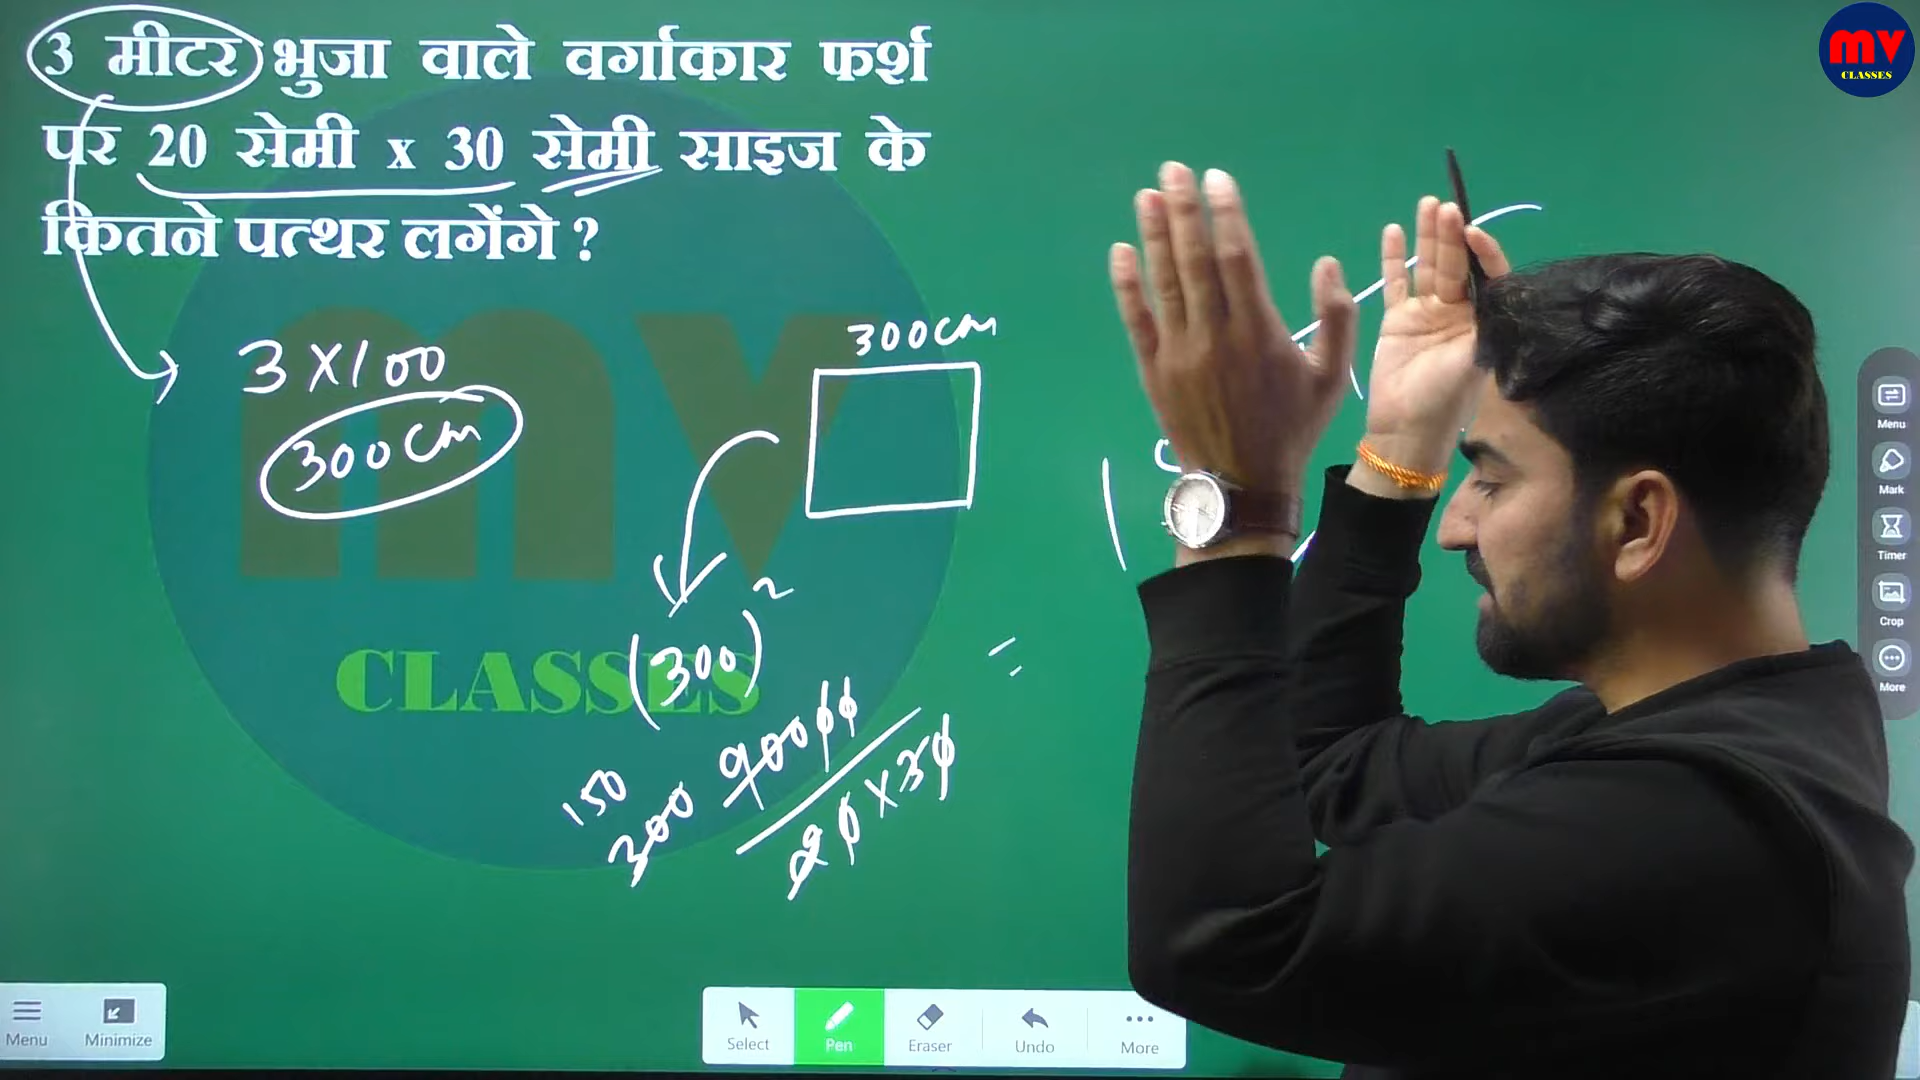 3 मीटर भुजा वाले वर्गाकार फर्श
पर 20 सेमी x 30 सेमी साइज के
कितने पत्थर लगेंगे ?
mv
CLASSES
3 X 100
300 cm
300 cm
(300)²
90000
20 X 30
300
150
=
mv
CLASSES
Menu
Mark
Timer
Crop
More
Menu
Minimize
Select
Pen
Eraser
Undo
More